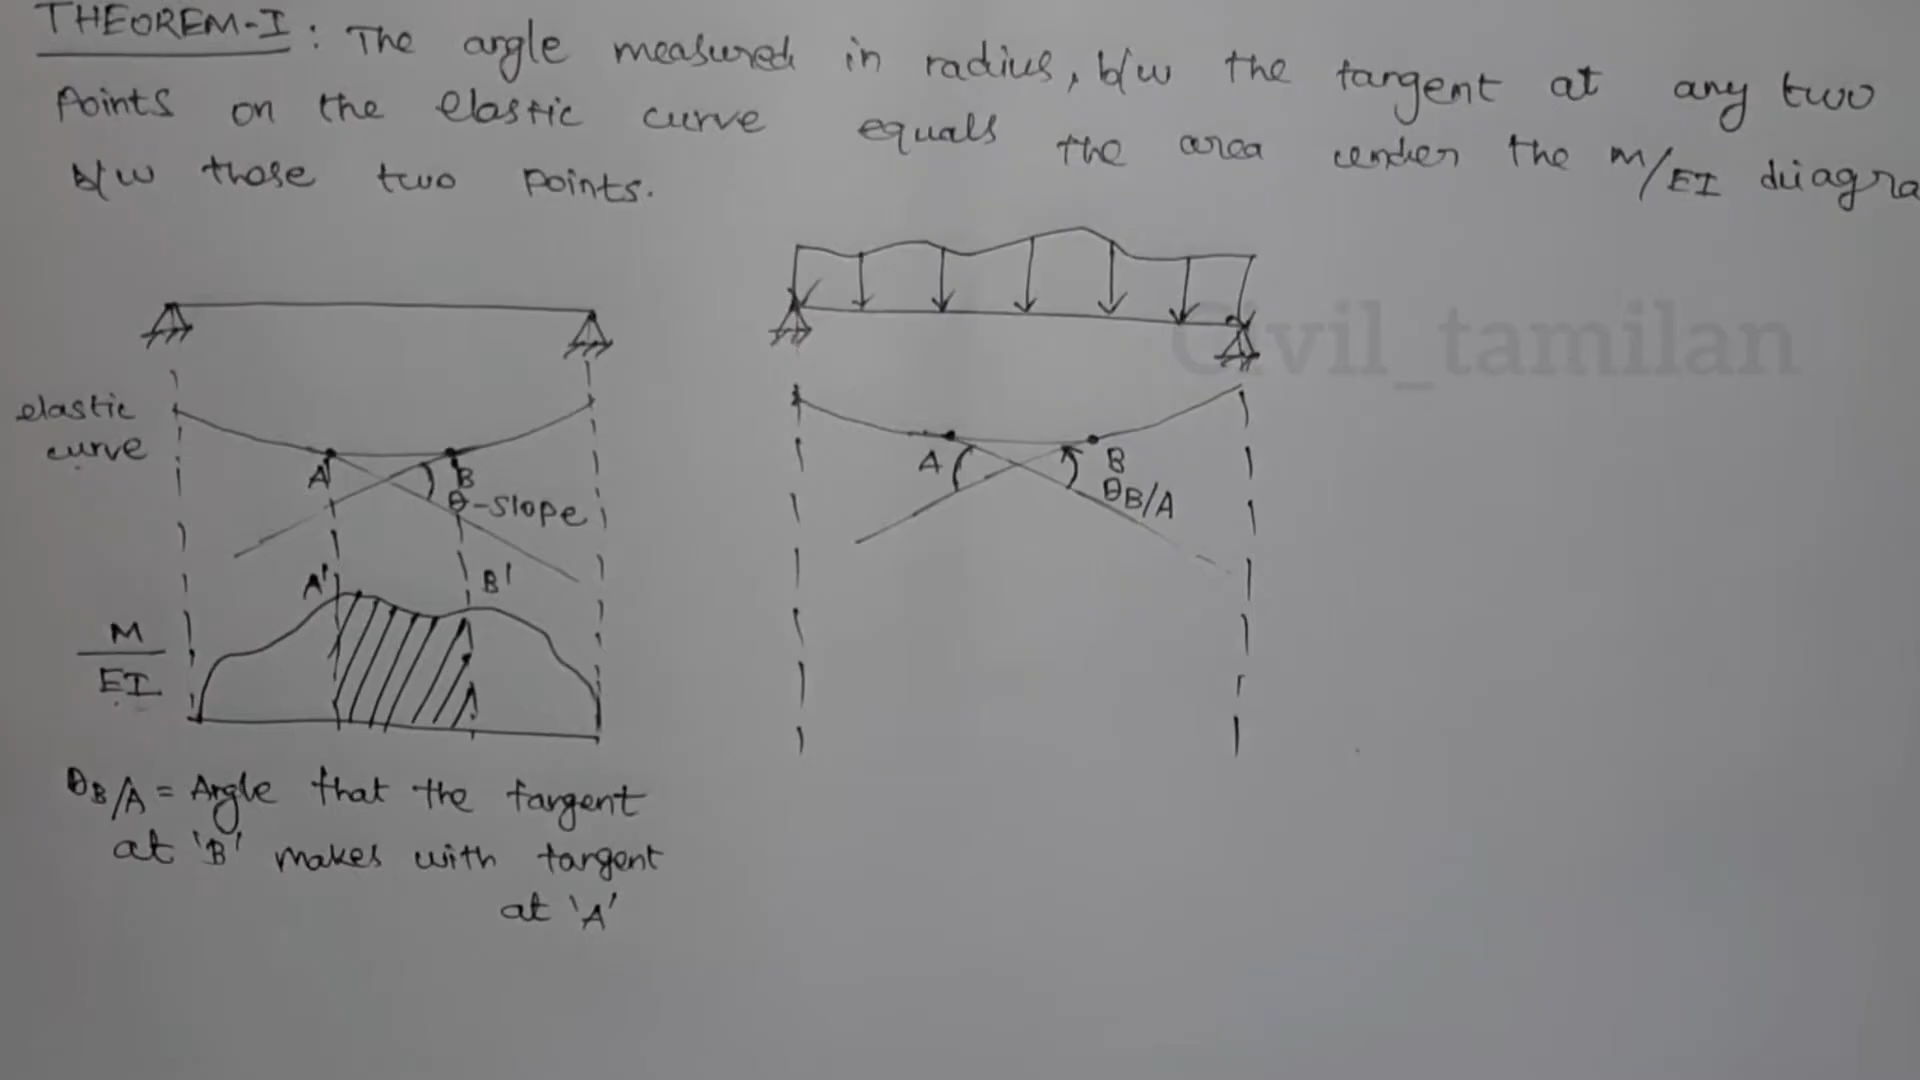 THEOREM-I : The angle measured in radius, b/w the tangent at any two
Points on the elastic curve equals the area under the M/EI diagra
b/w those two points.
Civil_tamilan
elastic
curve
A
B
θ-slope
A
B
θB/A
A'
B'
M
EI
θB/A = Angle that the tangent
at 'B' makes with tangent
at 'A'